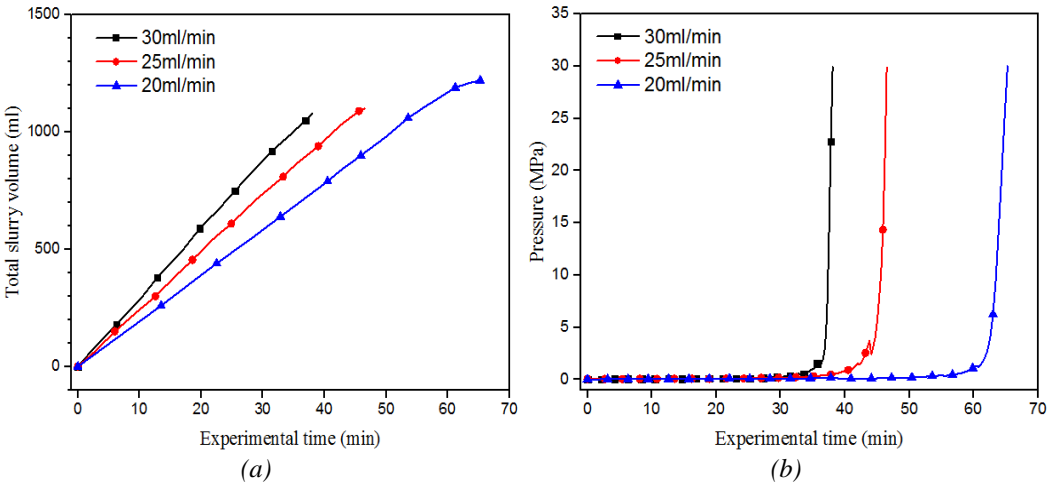 30ml/min
25ml/min
20ml/min
1500
1000
500
0
Total slurry volume (ml)
0 10 20 30 40 50 60 70
Experimental time (min)
(a)
30ml/min
25ml/min
20ml/min
35
30
25
20
15
10
5
0
Pressure (MPa)
0 10 20 30 40 50 60 70
Experimental time (min)
(b)